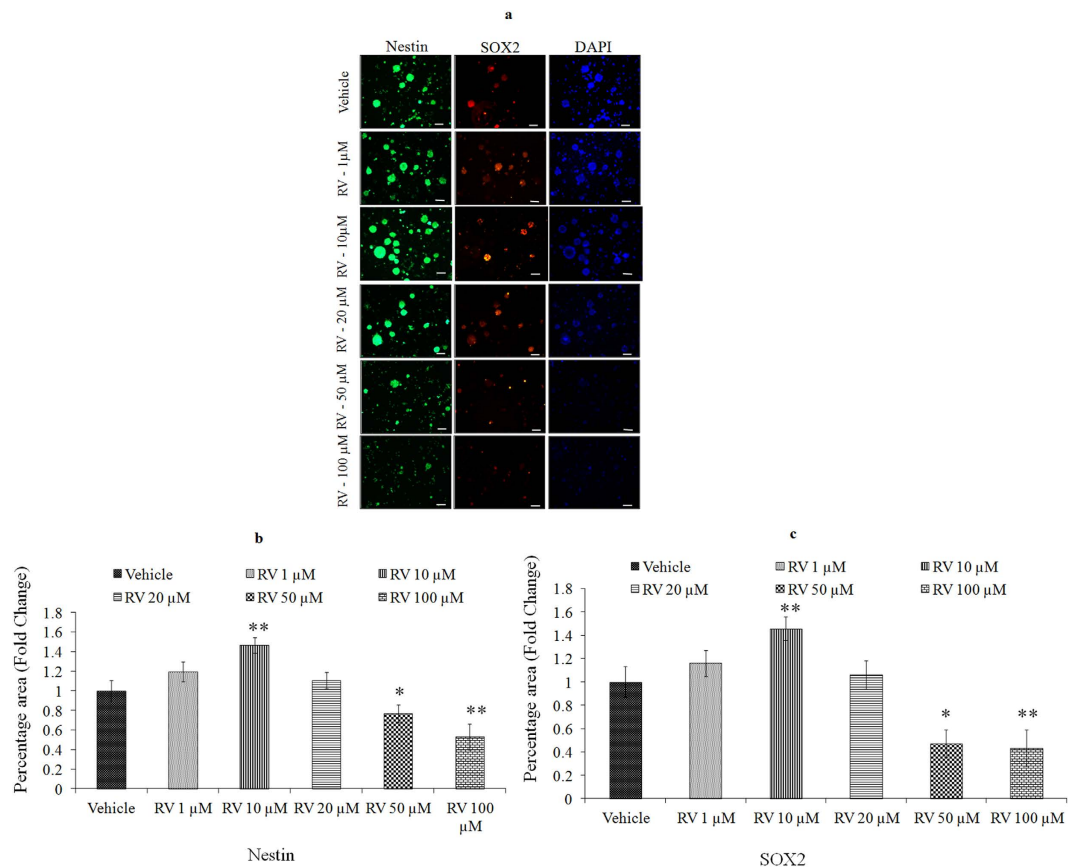 a
Nestin SOX2 DAPI
Vehicle
RV - 1µM
RV - 10µM
RV - 20 µM
RV - 50 µM
RV - 100 µM
b
Vehicle RV 1 µM RV 10 µM
RV 20 µM RV 50 µM RV 100 µM
Percentage area (Fold Change)
1.8
1.6
1.4
1.2
1
0.8
0.6
0.4
0.2
0
**
*
**
Vehicle RV 1 µM RV 10 µM RV 20 µM RV 50 µM RV 100
µM
Nestin
c
Vehicle RV 1 µM RV 10 µM
RV 20 µM RV 50 µM RV 100 µM
Percentage area (Fold Change)
1.8
1.6
1.4
1.2
1
0.8
0.6
0.4
0.2
0
**
*
**
Vehicle RV 1 µM RV 10 µM RV 20 µM RV 50 µM RV 100 µM
SOX2